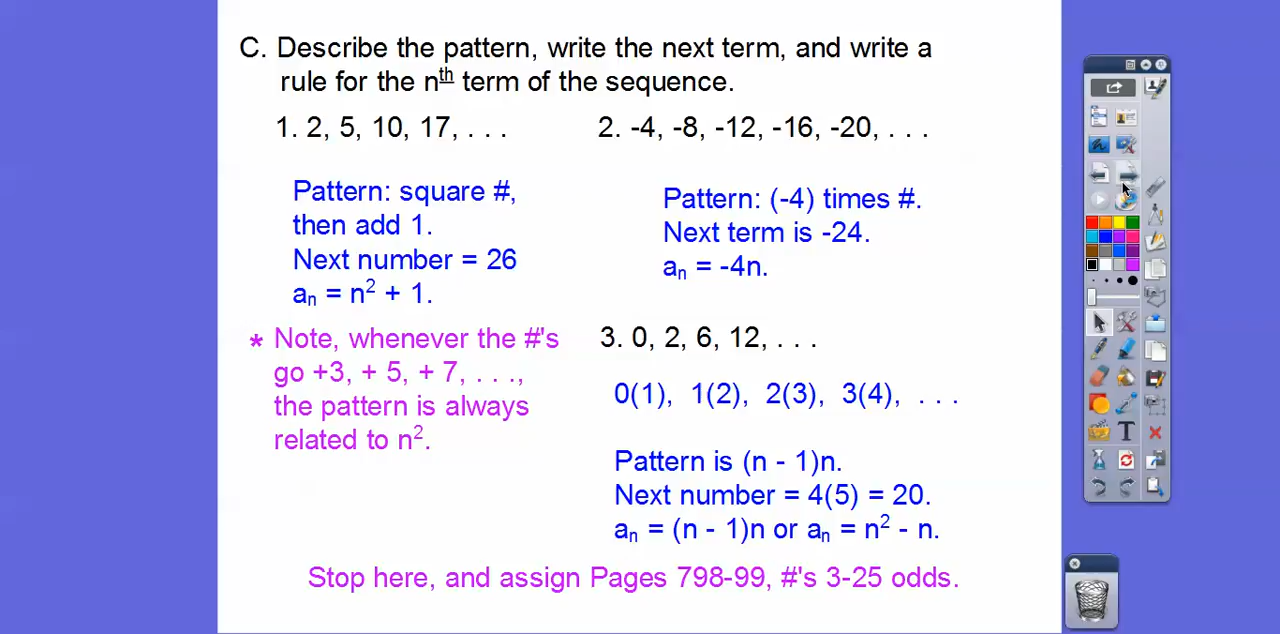 C. Describe the pattern, write the next term, and write a
rule for the nth term of the sequence.
1. 2, 5, 10, 17, . . .
2. -4, -8, -12, -16, -20, . . .
Pattern: square #,
then add 1.
Next number = 26
aₙ = n² + 1.
Pattern: (-4) times #.
Next term is -24.
aₙ = -4n.
* Note, whenever the #'s
go +3, + 5, + 7, . . .,
the pattern is always
related to n².
3. 0, 2, 6, 12, . . .
0(1), 1(2), 2(3), 3(4), . . .
Pattern is (n - 1)n.
Next number = 4(5) = 20.
aₙ = (n - 1)n or aₙ = n² - n.
Stop here, and assign Pages 798-99, #'s 3-25 odds.
T